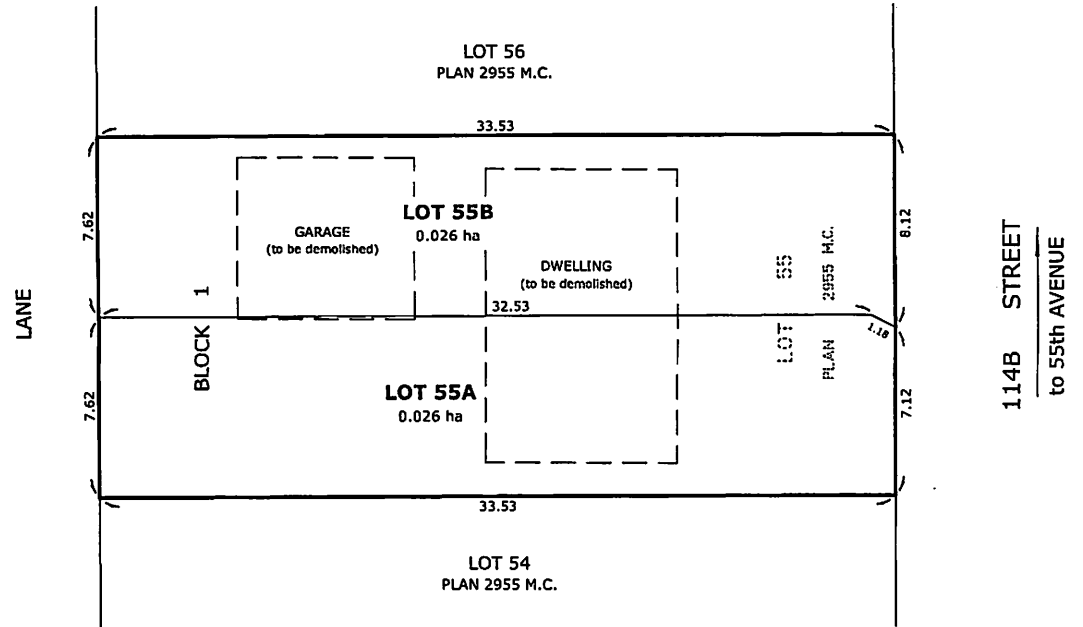 LOT 56
PLAN 2955 M.C.
33.53
7.62
8.12
LOT 55B
0.026 ha
GARAGE
(to be demolished)
DWELLING
(to be demolished)
LOT 55
PLAN 2955 M.C.
BLOCK 1
LANE
32.53
1.18
114B STREET
to 55th AVENUE
LOT 55A
0.026 ha
7.62
7.12
33.53
LOT 54
PLAN 2955 M.C.